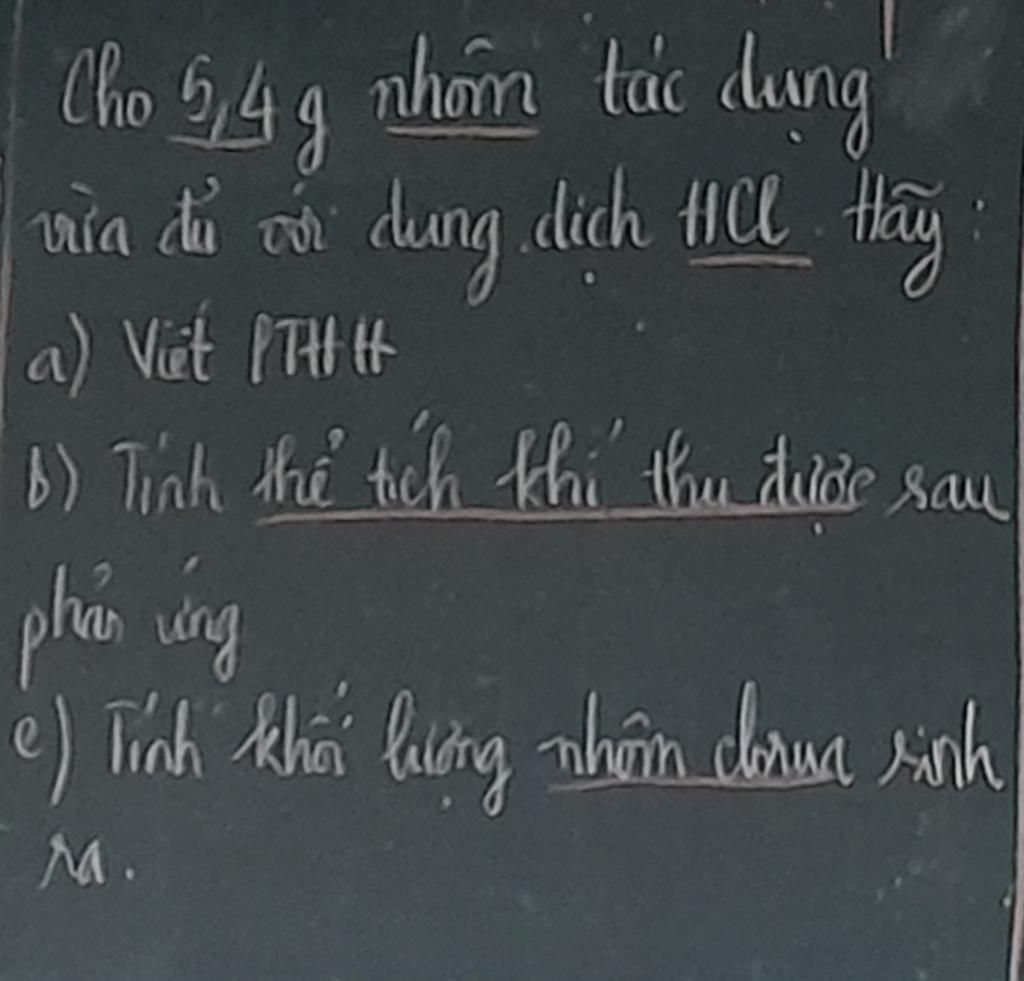 Cho 5,4 g nhôm tác dụng
vừa đủ với dung dịch HCl. Hãy:
a) Viết PTHH
b) Tính thể tích khí thu được sau
phản ứng
c) Tính khối lượng nhôm clorua sinh
ra.